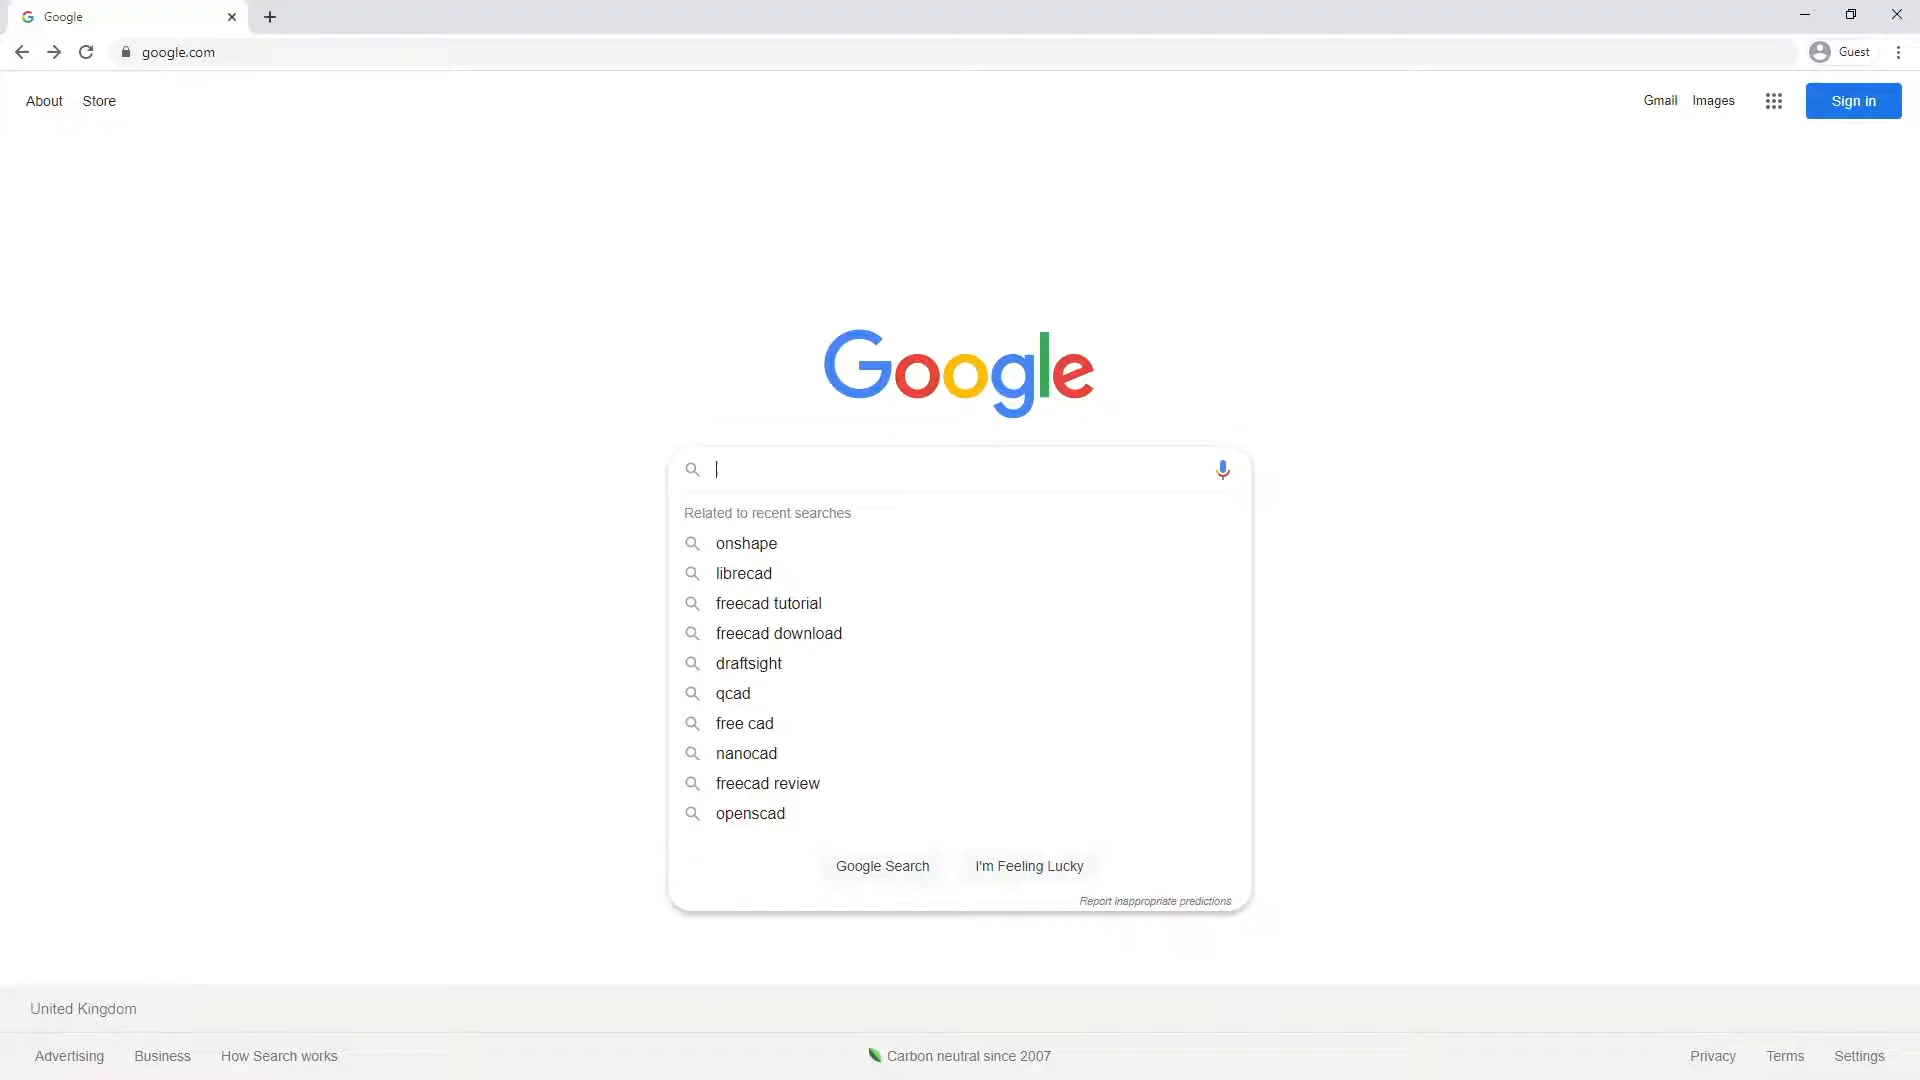 Google
google.com
Guest
About Store
Gmail Images
Sign in
Google
Related to recent searches
onshape
librecad
freecad tutorial
freecad download
draftsight
qcad
free cad
nanocad
freecad review
openscad
Google Search I'm Feeling Lucky
Report inappropriate predictions
United Kingdom
Advertising Business How Search works
Carbon neutral since 2007
Privacy Terms Settings